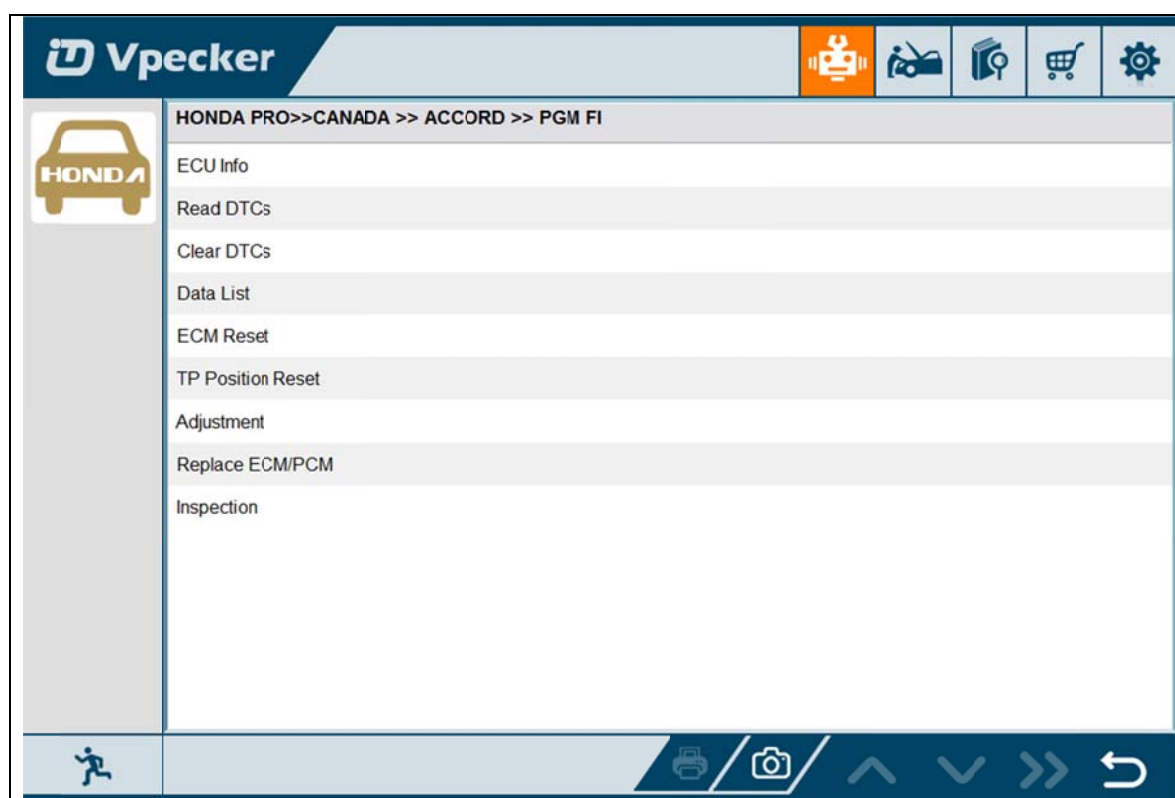 Vpecker
HONDA PRO>>CANADA >> ACCORD >> PGM FI
HONDA
ECU Info
Read DTCs
Clear DTCs
Data List
ECM Reset
TP Position Reset
Adjustment
Replace ECM/PCM
Inspection